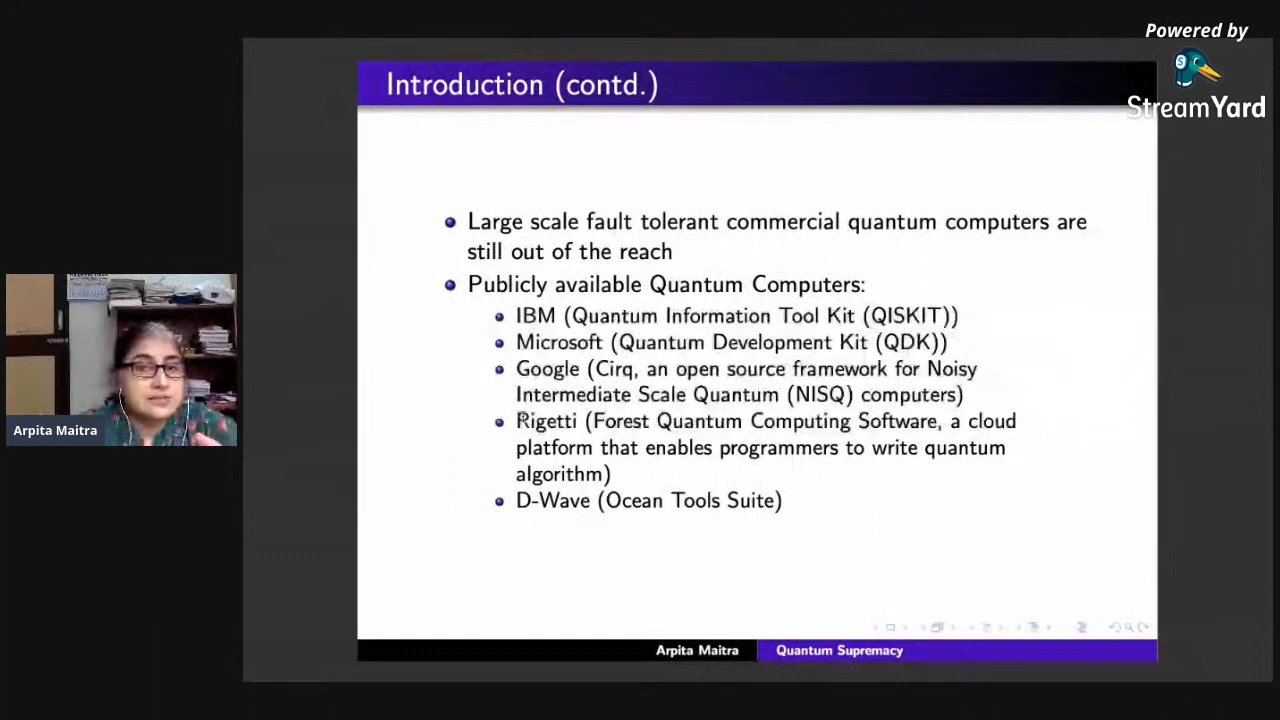 Powered by
StreamYard
Introduction (contd.)
Large scale fault tolerant commercial quantum computers are
still out of the reach
Publicly available Quantum Computers:
IBM (Quantum Information Tool Kit (QISKIT))
Microsoft (Quantum Development Kit (QDK))
Google (Cirq, an open source framework for Noisy
Intermediate Scale Quantum (NISQ) computers)
Rigetti (Forest Quantum Computing Software, a cloud
platform that enables programmers to write quantum
algorithm)
D-Wave (Ocean Tools Suite)
Arpita Maitra
Arpita Maitra
Quantum Supremacy